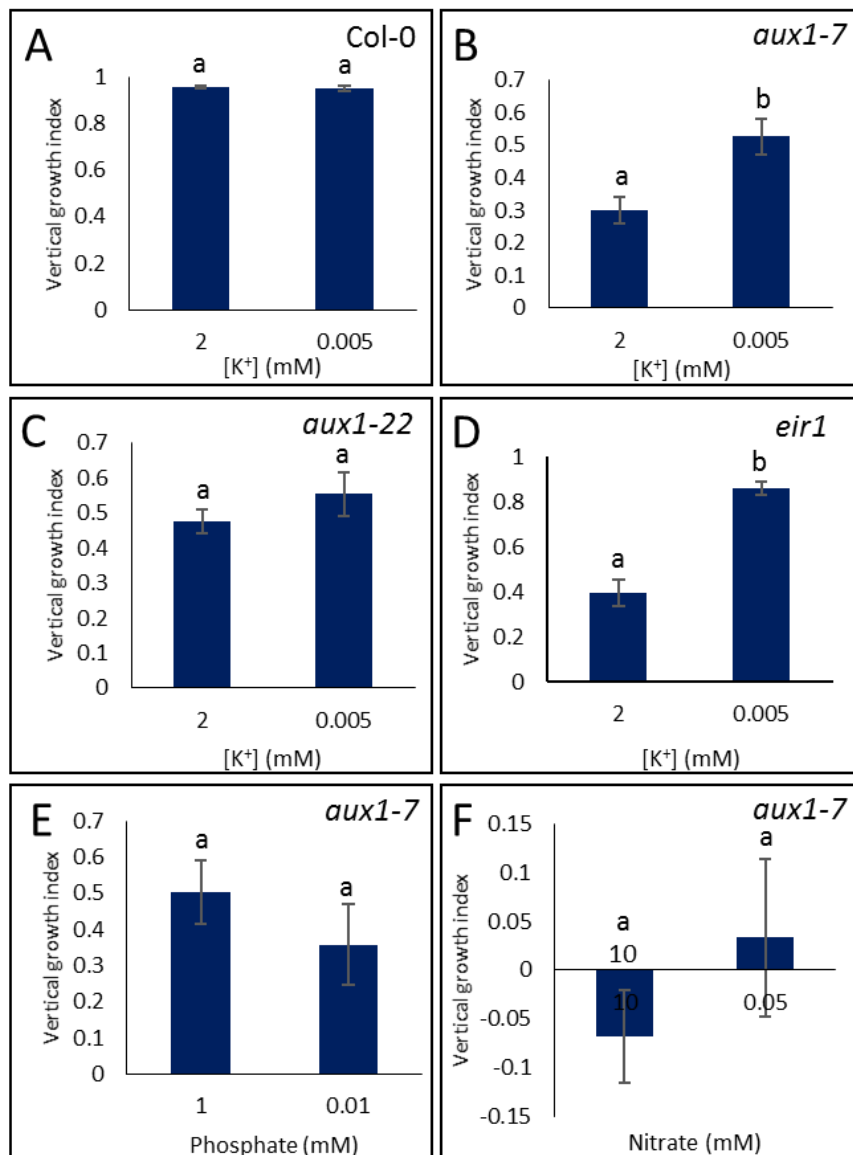 A
Col-0
Vertical growth index
1
0.8
0.6
0.4
0.2
0
a
a
2
0.005
[K⁺] (mM)
B
aux1-7
Vertical growth index
0.7
0.6
0.5
0.4
0.3
0.2
0.1
0
a
b
2
0.005
[K⁺] (mM)
C
aux1-22
Vertical growth index
0.7
0.6
0.5
0.4
0.3
0.2
0.1
0
a
a
2
0.005
[K⁺] (mM)
D
eir1
Vertical growth index
1
0.8
0.6
0.4
0.2
0
a
b
2
0.005
[K⁺] (mM)
E
aux1-7
Vertical growth index
0.7
0.6
0.5
0.4
0.3
0.2
0.1
0
a
a
1
0.01
Phosphate (mM)
F
aux1-7
Vertical growth index
0.15
0.1
0.05
0
-0.05
-0.1
-0.15
a
a
10
10
0.05
Nitrate (mM)